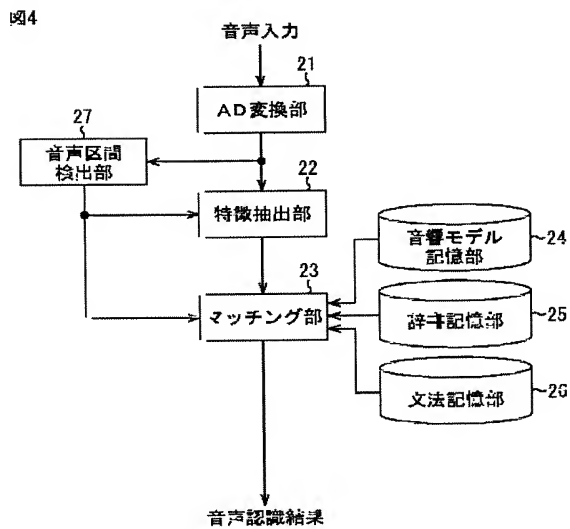 図4
音声入力
21
AD変換部
27
音声区間
検出部
22
特徴抽出部
音響モデル
記憶部
24
23
マッチング部
辞書記憶部
25
文法記憶部
26
音声認識結果